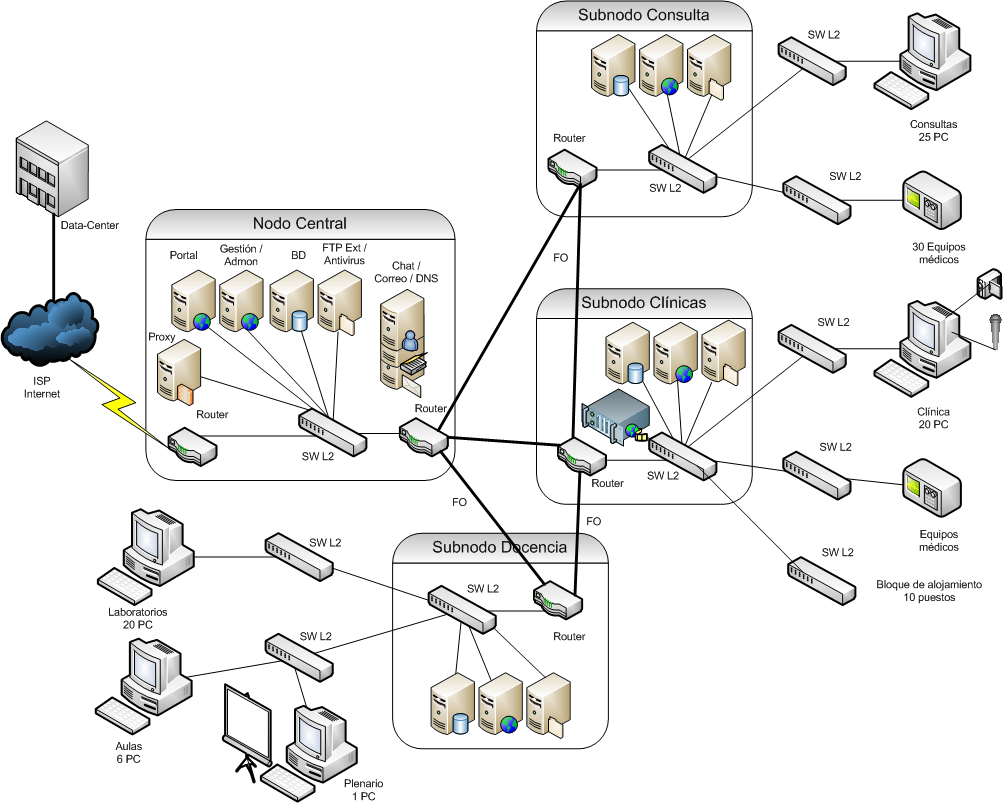 Subnodo Consulta
SW L2
Router
SW L2
Consultas
25 PC
SW L2
30 Equipos
médicos
Data-Center
ISP
Internet
Nodo Central
Portal
Gestión /
Admon
BD
FTP Ext /
Antivirus
Chat /
Correo / DNS
Proxy
Router
SW L2
Router
FO
FO
FO
Subnodo Clínicas
Router
SW L2
SW L2
Clínica
20 PC
SW L2
Equipos
médicos
SW L2
Bloque de alojamiento
10 puestos
Subnodo Docencia
SW L2
Router
SW L2
Laboratorios
20 PC
SW L2
Aulas
6 PC
Plenario
1 PC